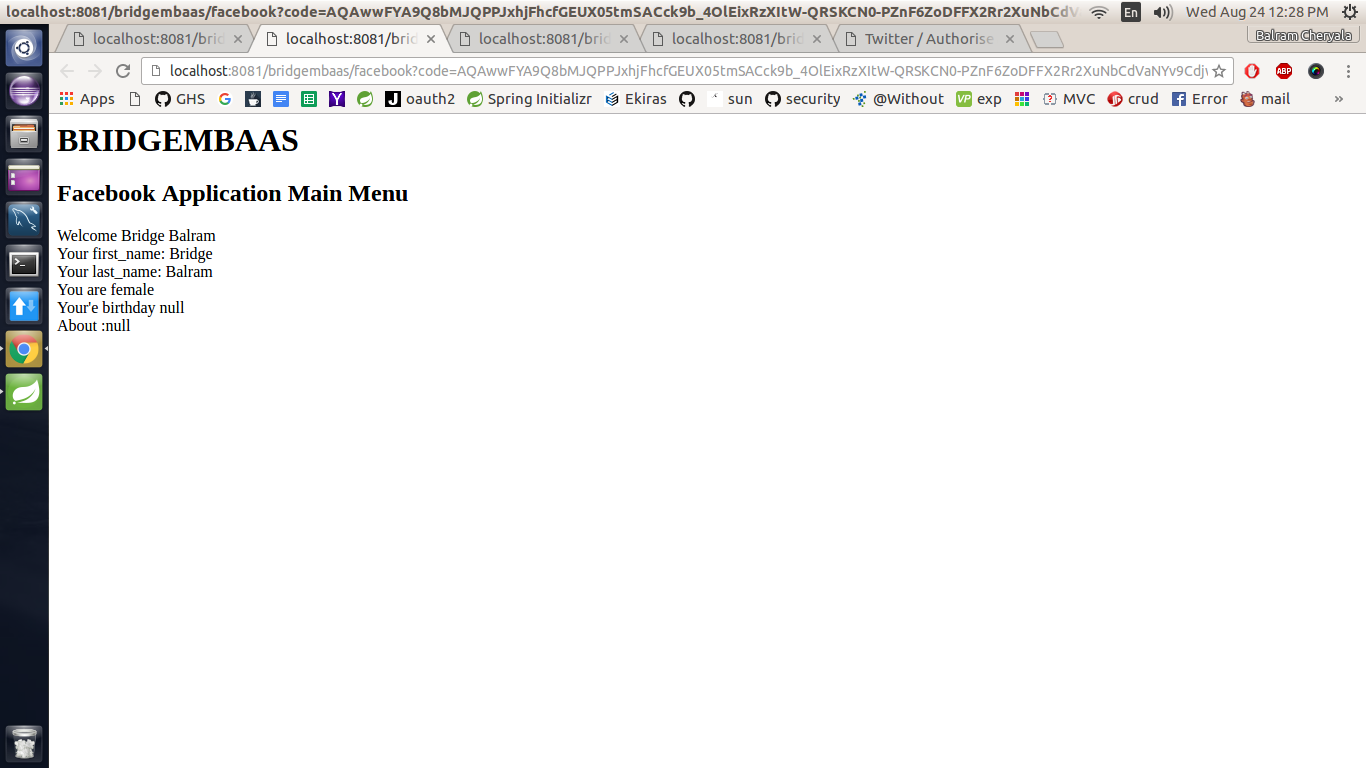 localhost:8081/bridgembaas/facebook?code=AQAwwFYA9Q8bMJQPPJxhjFhcfGEUX05tmSACck9b_4OlEixRzXItW-QRSKCN0-PZnF6ZoDFFX2Rr2XuNbCdV
En
Wed Aug 24 12:28 PM
localhost:8081/brid
localhost:8081/brid
localhost:8081/brid
localhost:8081/brid
Twitter / Authorise
Balram Cheryala
localhost:8081/bridgembaas/facebook?code=AQAwwFYA9Q8bMJQPPJxhjFhcfGEUX05tmSACck9b_4OlEixRzXItW-QRSKCN0-PZnF6ZoDFFX2Rr2XuNbCdVaNYv9Cdjv
ABP
Apps GHS oauth2 Spring Initializr Ekiras sun security @Without VP exp MVC crud Error mail »
BRIDGEMBAAS
Facebook Application Main Menu
Welcome Bridge Balram
Your first_name: Bridge
Your last_name: Balram
You are female
Your'e birthday null
About :null